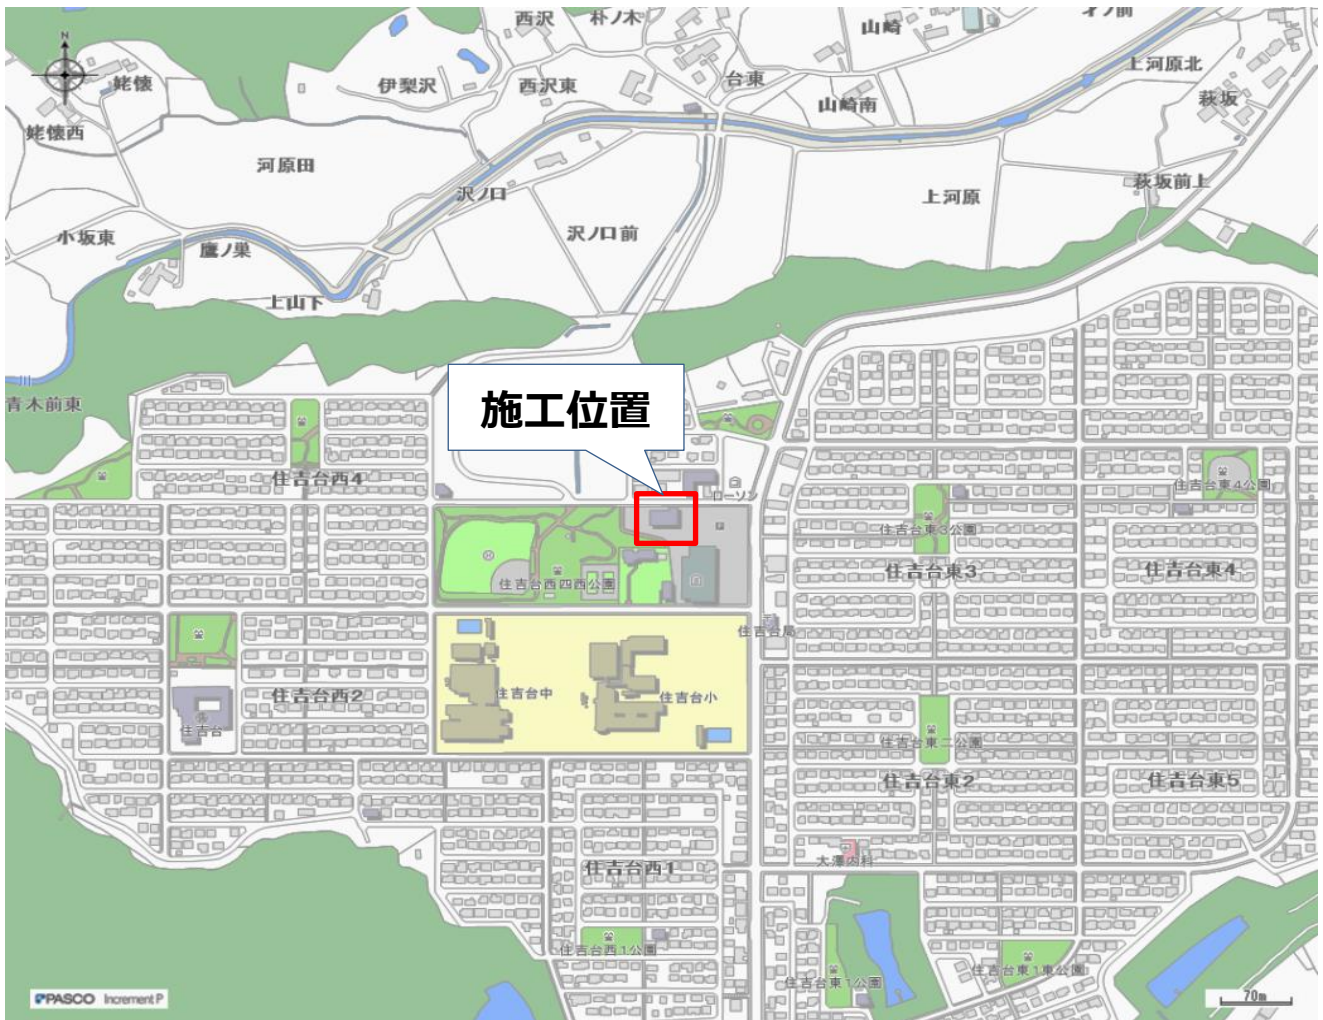 西沢
朴ノ木
山崎
才ノ前
N
姥懐
伊梨沢
西沢東
台東
山崎南
上河原北
萩坂
姥懐西
河原田
沢ノ口
上河原
萩坂前上
小坂東
鷹ノ巣
沢ノ口前
上山下
川
青木前東
施工位置
住吉台西4
ローソン
住吉台東4公園
住吉台東3公園
住吉台西四西公園
住吉台東3
住吉台東4
住吉台局
住吉台西2
住吉台中
住吉台小
住吉台
住吉台東二公園
住吉台東2
住吉台東5
大澤内科
住吉台西1
住吉台西1公園
住吉台東1東公園
住吉台東1公園
PASCO Increment P
70m